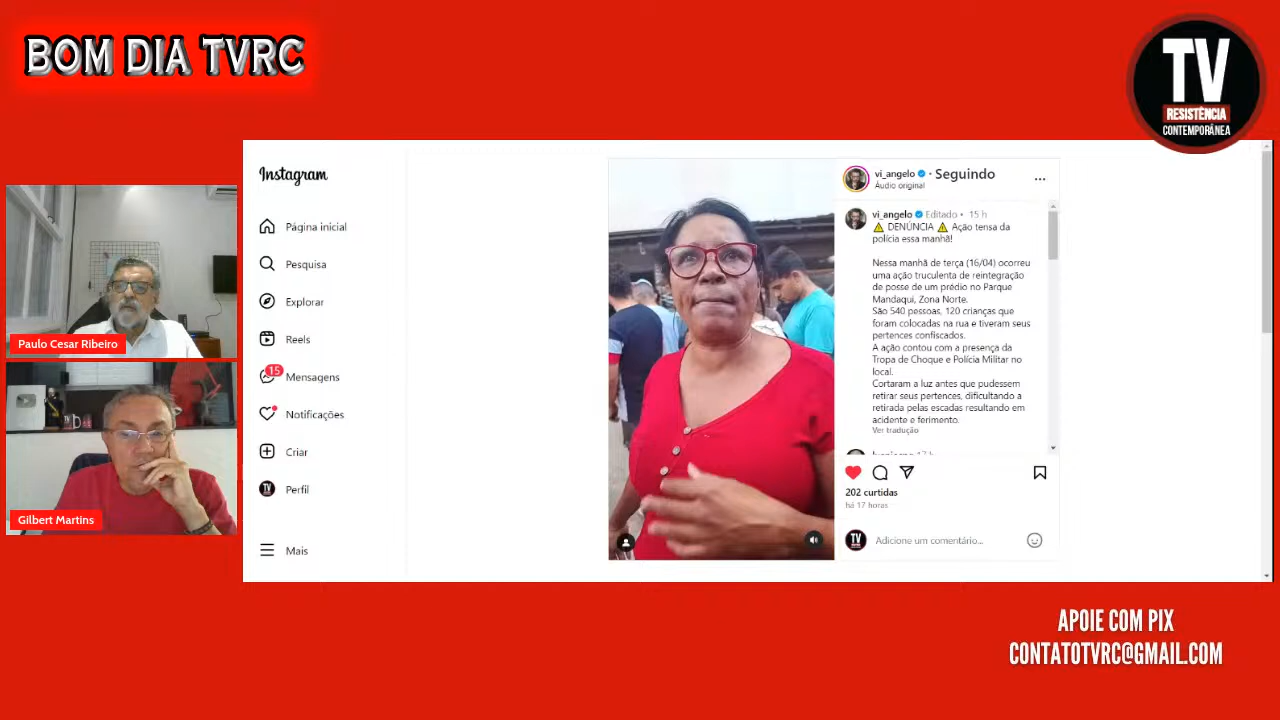 BOM DIA TVRC
TV
RESISTÊNCIA
CONTEMPORÂNEA
Paulo Cesar Ribeiro
Gilbert Martins
Instagram
Página inicial
Pesquisa
Explorar
Reels
15
Mensagens
Notificações
Criar
Perfil
Mais
vi_angelo • Seguindo
Áudio original
vi_angelo Editado • 15 h
⚠ DENÚNCIA ⚠ Ação tensa da
polícia essa manhã!
Nessa manhã de terça (16/04) ocorreu
uma ação truculenta de reintegração
de posse de um prédio no Parque
Mandaqui, Zona Norte.
São 540 pessoas, 120 crianças que
foram colocadas na rua e tiveram seus
pertences confiscados.
A ação contou com a presença da
Tropa de Choque e Polícia Militar no
local.
Cortaram a luz antes que pudessem
retirar seus pertences, dificultando a
retirada pelas escadas resultando em
acidente e ferimento.
Ver tradução
202 curtidas
há 17 horas
TV
Adicione um comentário...
APOIE COM PIX
CONTATOTVRC@GMAIL.COM